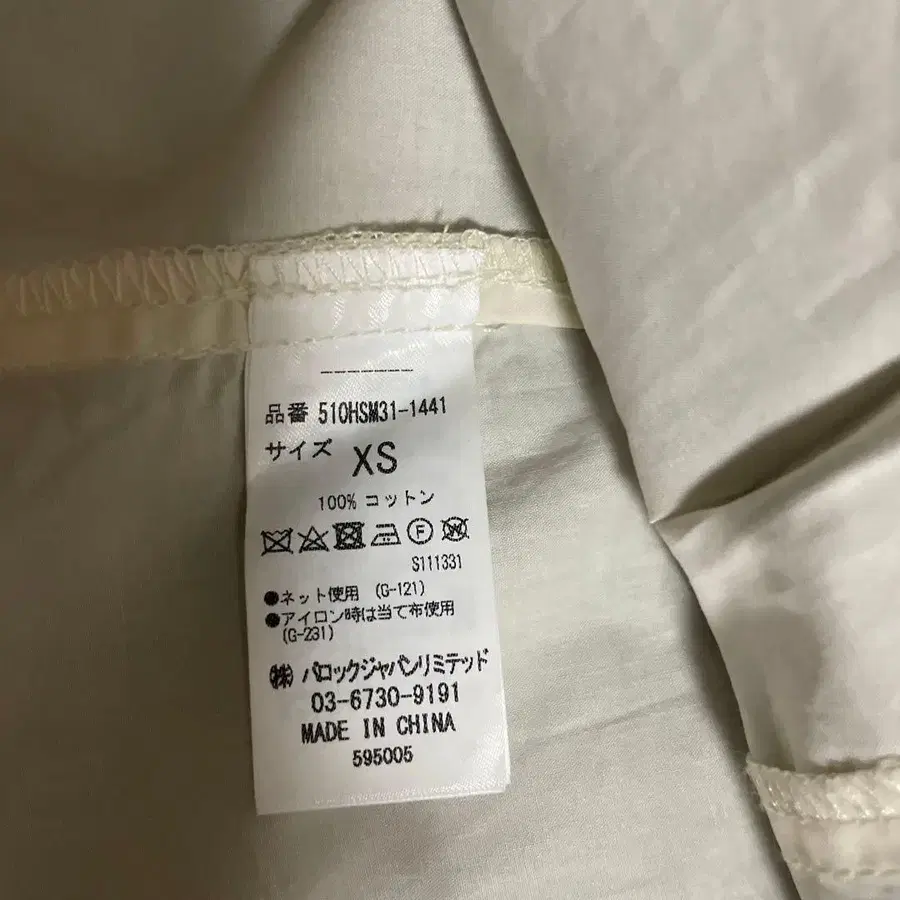 品番 510HSM31-1441
サイズ XS
100% コットン
F W
S111331
●ネット使用 (G-121)
●アイロン時は当て布使用
(G-231)
㈱ バロックジャパンリミテッド
03-6730-9191
MADE IN CHINA
595005